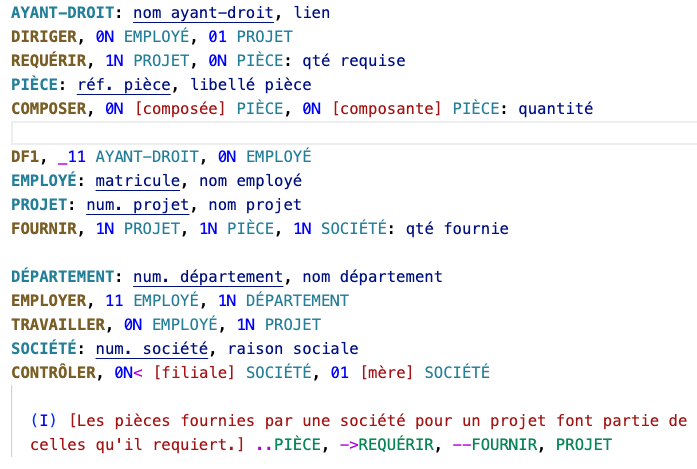 AYANT-DROIT: nom ayant-droit, lien
DIRIGER, 0N EMPLOYÉ, 01 PROJET
REQUÉRIR, 1N PROJET, 0N PIÈCE: qté requise
PIÈCE: réf. pièce, libellé pièce
COMPOSER, 0N [composée] PIÈCE, 0N [composante] PIÈCE: quantité
DF1, _11 AYANT-DROIT, 0N EMPLOYÉ
EMPLOYÉ: matricule, nom employé
PROJET: num. projet, nom projet
FOURNIR, 1N PROJET, 1N PIÈCE, 1N SOCIÉTÉ: qté fournie
DÉPARTEMENT: num. département, nom département
EMPLOYER, 11 EMPLOYÉ, 1N DÉPARTEMENT
TRAVAILLER, 0N EMPLOYÉ, 1N PROJET
SOCIÉTÉ: num. société, raison sociale
CONTRÔLER, 0N< [filiale] SOCIÉTÉ, 01 [mère] SOCIÉTÉ
(I) [Les pièces fournies par une société pour un projet font partie de
celles qu'il requiert.] ..PIÈCE, ->REQUÉRIR, --FOURNIR, PROJET